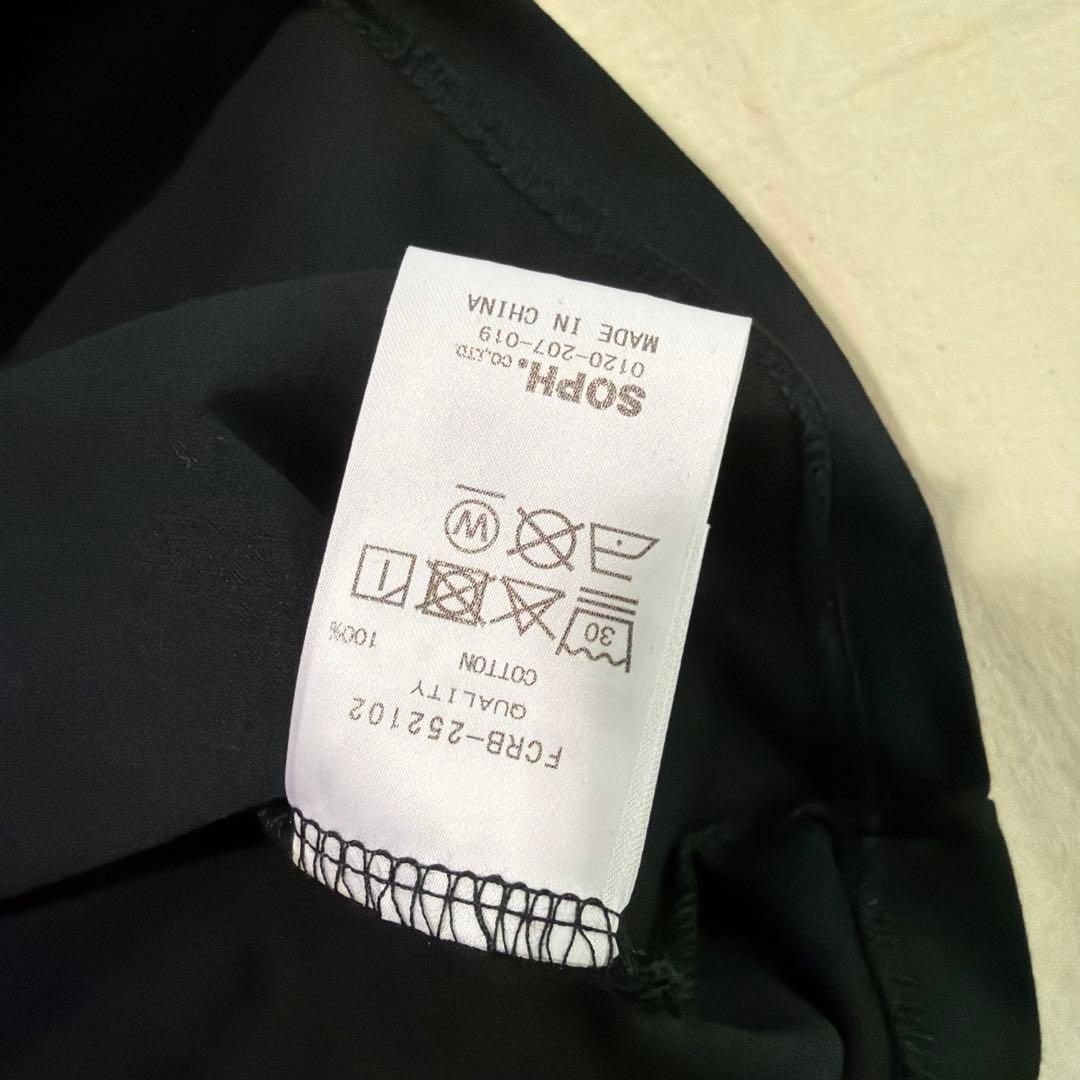 FCRB-252102
QUALITY
COTTON
100%
30
W
SOPH.® CO.,LTD.
0120-207-019
MADE IN CHINA